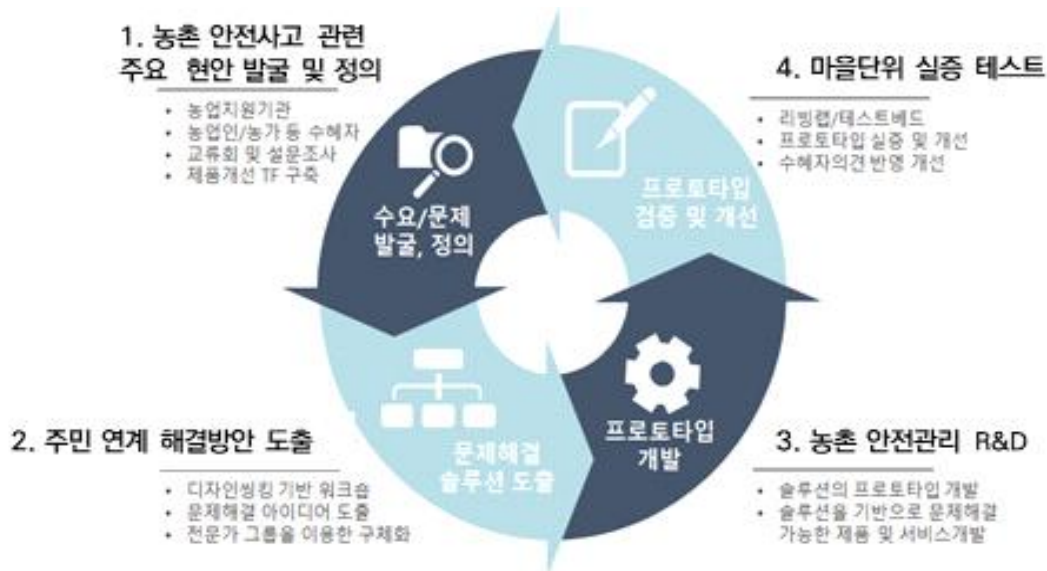 1. 농촌 안전사고 관련
주요 현안 발굴 및 정의
• 농업지원기관
• 농업인/농가 등 수혜자
• 교류회 및 설문조사
• 제품개선 TF 구축
수요/문제
발굴, 정의
2. 주민 연계 해결방안 도출
• 디자인씽킹 기반 워크숍
• 문제해결 아이디어 도출
• 전문가 그룹을 이용한 구체화
문제해결
솔루션 도출
3. 농촌 안전관리 R&D
• 솔루션의 프로토타입 개발
• 솔루션을 기반으로 문제해결
가능한 제품 및 서비스개발
프로토타입
개발
4. 마을단위 실증 테스트
• 리빙랩/테스트베드
• 프로토타입 실증 및 개선
• 수혜자의견 반영 개선
프로토타입
검증 및 개선